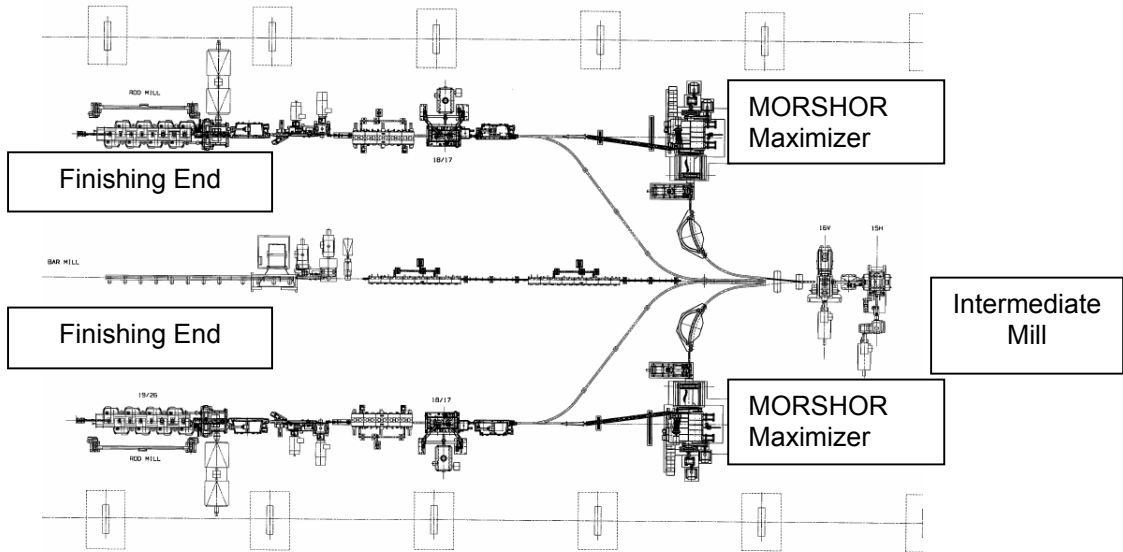 ROD MILL
MORSHOR
Maximizer
18/17
Finishing End
16V
15H
BAR MILL
Intermediate
Mill
Finishing End
19/26
18/17
MORSHOR
Maximizer
ROD MILL